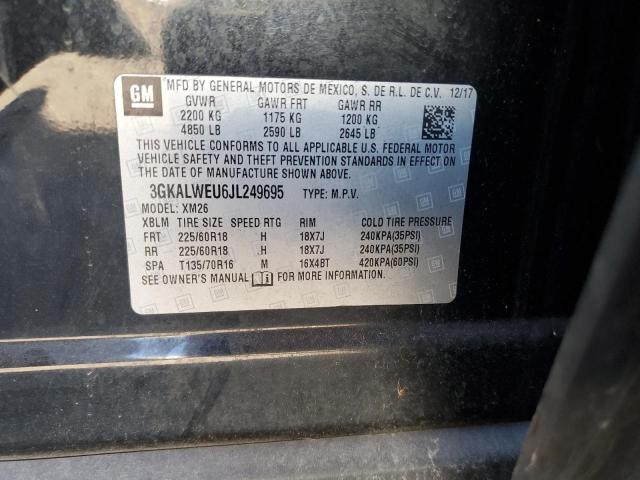 GM
MFD BY GENERAL MOTORS DE MEXICO, S. DE R.L. DE C.V. 12/17
GVWR GAWR FRT GAWR RR
2200 KG 1175 KG 1200 KG
4850 LB 2590 LB 2645 LB
THIS VEHICLE CONFORMS TO ALL APPLICABLE U.S. FEDERAL MOTOR
VEHICLE SAFETY AND THEFT PREVENTION STANDARDS IN EFFECT ON
THE DATE OF MANUFACTURE SHOWN ABOVE.
3GKALWEU6JL249695 TYPE: M.P.V.
MODEL: XM26
XBLM TIRE SIZE SPEED RTG RIM COLD TIRE PRESSURE
FRT 225/60R18 H 18X7J 240KPA(35PSI)
RR 225/60R18 H 18X7J 240KPA(35PSI)
SPA T135/70R16 M 16X4BT 420KPA(60PSI)
SEE OWNER'S MANUAL FOR MORE INFORMATION.